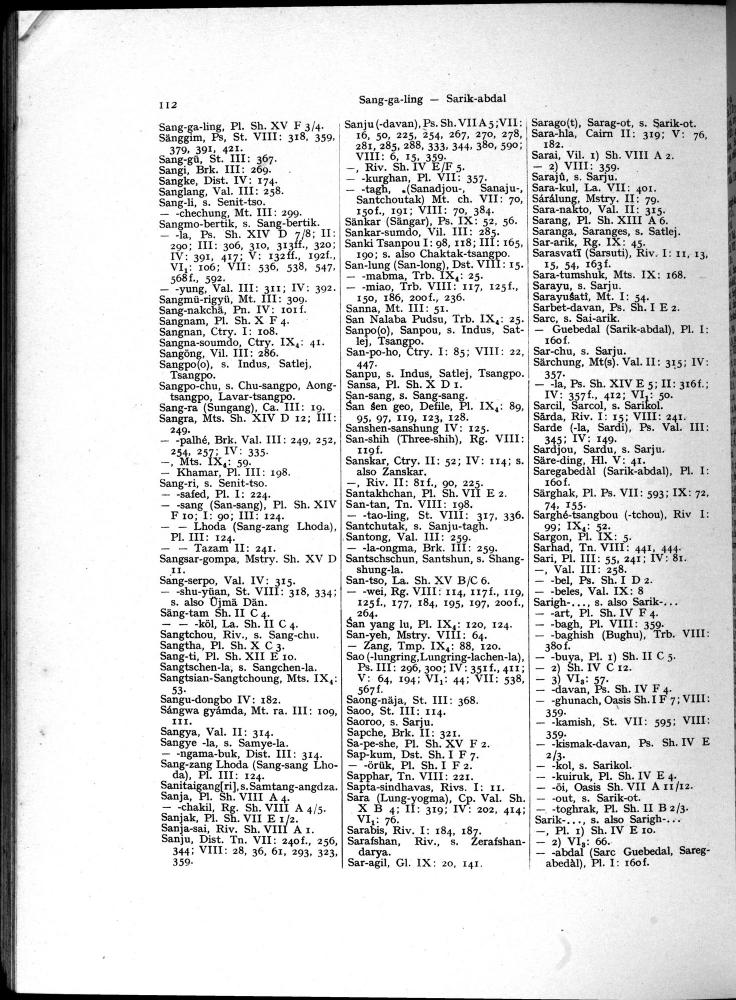 112
Sang-ga-ling — Sarik-abdal
Sang-ga-ling, Pl. Sh. XV F 3/4.
Sänggim, Ps, St. VIII: 318, 359,
379, 391, 421.
Sang-gü, St. III: 367.
Sangi, Brk. III: 269.
Sangke, Dist. IV: 174.
Sanglang, Val. III: 258.
Sang-li, s. Senit-tso.
— -chechung, Mt. III: 299.
Sangmo-bertik, s. Sang-bertik.
— -la, Ps. Sh. XIV D 7/8; II:
290; III: 306, 310, 313ff., 320;
IV: 391, 417; V: 132ff., 192f.,
VI₁: 106; VII: 536, 538, 547,
568f., 592.
— -yung, Val. III: 311; IV: 392.
Sangmü-rigyü, Mt. III: 309.
Sang-nakchä, Pn. IV: 101f.
Sangnam, Pl. Sh. X F 4.
Sangnan, Ctry. I: 108.
Sangna-soumdo, Ctry. IX₄: 41.
Sangöng, Vil. III: 286.
Sangpo(o), s. Indus, Satlej,
Tsangpo.
Sangpo-chu, s. Chu-sangpo, Aong-
tsangpo, Lavar-tsangpo.
Sang-ra (Sungang), Ca. III: 19.
Sangra, Mts. Sh. XIV D 12; III:
249.
— -palhé, Brk. Val. III: 249, 252,
254, 257; IV: 335.
—, Mts. IX₄: 59.
— Khamar, Pl. III: 198.
Sang-ri, s. Senit-tso.
— -safed, Pl. I: 224.
— -sang (San-sang), Pl. Sh. XIV
F 10; I: 90; III: 124.
— — Lhoda (Sang-zang Lhoda),
Pl. III: 124.
— — Tazam II: 241.
Sangsar-gompa, Mstry. Sh. XV D
11.
Sang-serpo, Val. IV: 315.
— -shu-yüan, St. VIII: 318, 334;
s. also Üjmä Dän.
Säng-tam Sh. II C 4.
— — -köl, La. Sh. II C 4.
Sangtchou, Riv., s. Sang-chu.
Sangtha, Pl. Sh. X C 3.
Sang-ti, Pl. Sh. XII E 10.
Sangtschen-la, s. Sangchen-la.
Sangtsian-Sangtchoung, Mts. IX₄:
53.
Sangu-dongbo IV: 182.
Sángwa gyámda, Mt. ra. III: 109,
111.
Sangya, Val. II: 314.
Sangye -la, s. Samye-la.
— -ngama-buk, Dist. III: 314.
Sang-zang Lhoda (Sang-sang Lho-
da), Pl. III: 124.
Sanitaigang[ri], s. Samtang-angdza.
Sanja, Pl. Sh. VIII A 4.
— -chakil, Rg. Sh. VIII A 4/5.
Sanjak, Pl. Sh. VII E 1/2.
Sanja-sai, Riv. Sh. VIII A 1.
Sanju, Dist. Tn. VII: 240f., 256,
344; VIII: 28, 36, 61, 293, 323,
359.
Sanju (-davan), Ps. Sh. VII A 5; VII:
16, 50, 225, 254, 267, 270, 278,
281, 285, 288, 333, 344, 380, 590;
VIII: 6, 15, 359.
—, Riv. Sh. IV E/F 5.
— -kurghan, Pl. VII: 357.
— -tagh, (Sanadjou-, Sanaju-,
Santchoutak) Mt. ch. VII: 70,
150f., 191; VIII: 70, 384.
Sänkar (Sängar), Ps. IX: 52, 56.
Sankar-sumdo, Vil. III: 285.
Sanki Tsanpou I: 98, 118; III: 165,
190; s. also Chaktak-tsangpo.
San-lung (San-long), Dst. VIII: 15.
— -mabma, Trb. IX₄: 25.
— -miao, Trb. VIII: 117, 125f.,
150, 186, 200f., 236.
Sanna, Mt. III: 51.
San Nalaba Pudsu, Trb. IX₄: 25.
Sanpo(o), Sanpou, s. Indus, Sat-
lej, Tsangpo.
San-po-ho, Ctry. I: 85; VIII: 22,
447.
Sanpu, s. Indus, Satlej, Tsangpo.
Sansa, Pl. Sh. X D 1.
San-sang, s. Sang-sang.
Šan šen geo, Defile, Pl. IX₄: 89,
95, 97, 119, 123, 128.
Sanshen-sanshung IV: 125.
San-shih (Three-shih), Rg. VIII:
119f.
Sanskar, Ctry. II: 52; IV: 114; s.
also Zanskar.
—, Riv. II: 81f., 90, 225.
Santakhchan, Pl. Sh. VII E 2.
San-tan, Tn. VIII: 198.
— -tao-ling, St. VIII: 317, 336.
Santchutak, s. Sanju-tagh.
Santong, Val. III: 259.
— -la-ongma, Brk. III: 259.
Santschschun, Santshun, s. Shang-
shung-la.
San-tso, La. Sh. XV B/C 6.
— -wei, Rg. VIII: 114, 117f., 119,
125f., 177, 184, 195, 197, 200f.,
264.
Šan yang lu, Pl. IX₄: 120, 124.
San-yeh, Mstry. VIII: 64.
— Zang, Tmp. IX₄: 88, 120.
Sao (-lungring, Lungring-lachen-la),
Ps. III: 296, 300; IV: 351f., 411;
V: 64, 194; VI₁: 44; VII: 538,
567f.
Saong-näja, St. III: 368.
Saoo, St. III: 114.
Saoroo, s. Sarju.
Sapche, Brk. II: 321.
Sa-pe-she, Pl. Sh. XV F 2.
Sap-kum, Dst. Sh. I F 7.
— -örük, Pl. Sh. I F 2.
Sapphar, Tn. VIII: 221.
Sapta-sindhavas, Rivs. I: 11.
Sara (Lung-yogma), Cp. Val. Sh.
X B 4; II: 319; IV: 202, 414;
VI₁: 76.
Sarabis, Riv. I: 184, 187.
Sarafshan, Riv., s. Zerafshan-
darya.
Sar-agil, Gl. IX: 20, 141.
Sarago(t), Sarag-ot, s. Sarik-ot.
Sara-hla, Cairn II: 319; V: 76,
182.
Sarai, Vil. 1) Sh. VIII A 2.
— 2) VIII: 359.
Sarajû, s. Sarju.
Sara-kul, La. VII: 401.
Sárálung, Mstry. II: 79.
Sara-nakto, Val. II: 315.
Sarang, Pl. Sh. XIII A 6.
Saranga, Saranges, s. Satlej.
Sar-arik, Rg. IX: 45.
Sarasvatī (Sarsuti), Riv. I: 11, 13,
15, 54, 163f.
Sara-tumshuk, Mts. IX: 168.
Sarayu, s. Sarju.
Sarayušatī, Mt. I: 54.
Sarbet-davan, Ps. Sh. I E 2.
Sarc, s. Sai-arik.
— Guebedal (Sarik-abdal), Pl. I:
160f.
Sar-chu, s. Sarju.
Särchung, Mt(s). Val. II: 315; IV:
357.
— -la, Ps. Sh. XIV E 5; II: 316f.;
IV: 357f., 412; VI₁: 50.
Sarcil, Sarcol, s. Sarikol.
Särda, Riv. I: 15; VIII: 241.
Sarde (-la, Sardi), Ps. Val. III:
345; IV: 149.
Sardjou, Sardu, s. Sarju.
Säre-ding, Hl. V: 41.
Saregabedàl (Sarik-abdal), Pl. I:
160f.
Särghak, Pl. Ps. VII: 593; IX: 72,
74, 155.
Sarghé-tsangbou (-tchou), Riv I:
99; IX₄: 52.
Sargon, Pl. IX: 5.
Sarhad, Tn. VIII: 441, 444.
Sari, Pl. III: 55, 241; IV: 81.
—, Val. III: 258.
— -bel, Ps. Sh. I D 2.
— -beles, Val. IX: 8
Sarigh-..., s. also Sarik-...
— -art, Pl. Sh. IV F 4.
— -bagh, Pl. VIII: 359.
— -baghish (Bughu), Trb. VIII:
380f.
— -buya, Pl. 1) Sh. II C 5.
— 2) Sh. IV C 12.
— 3) VI₂: 57.
— -davan, Ps. Sh. IV F 4.
— -ghunach, Oasis Sh. I F 7; VIII:
359.
— -kamish, St. VII: 595; VIII:
359.
— -kismak-davan, Ps. Sh. IV E
2/3.
— -kol, s. Sarikol.
— -kuiruk, Pl. Sh. IV E 4.
— -öi, Oasis Sh. VII A 11/12.
— -out, s. Sarik-ot.
— -toghrak, Pl. Sh. II B 2/3.
Sarik-..., s. also Sarigh-...
—, Pl. 1) Sh. IV E 10.
— 2) VI₂: 66.
— -abdal (Sarc Guebedal, Sareg-
abedàl), Pl. I: 160f.